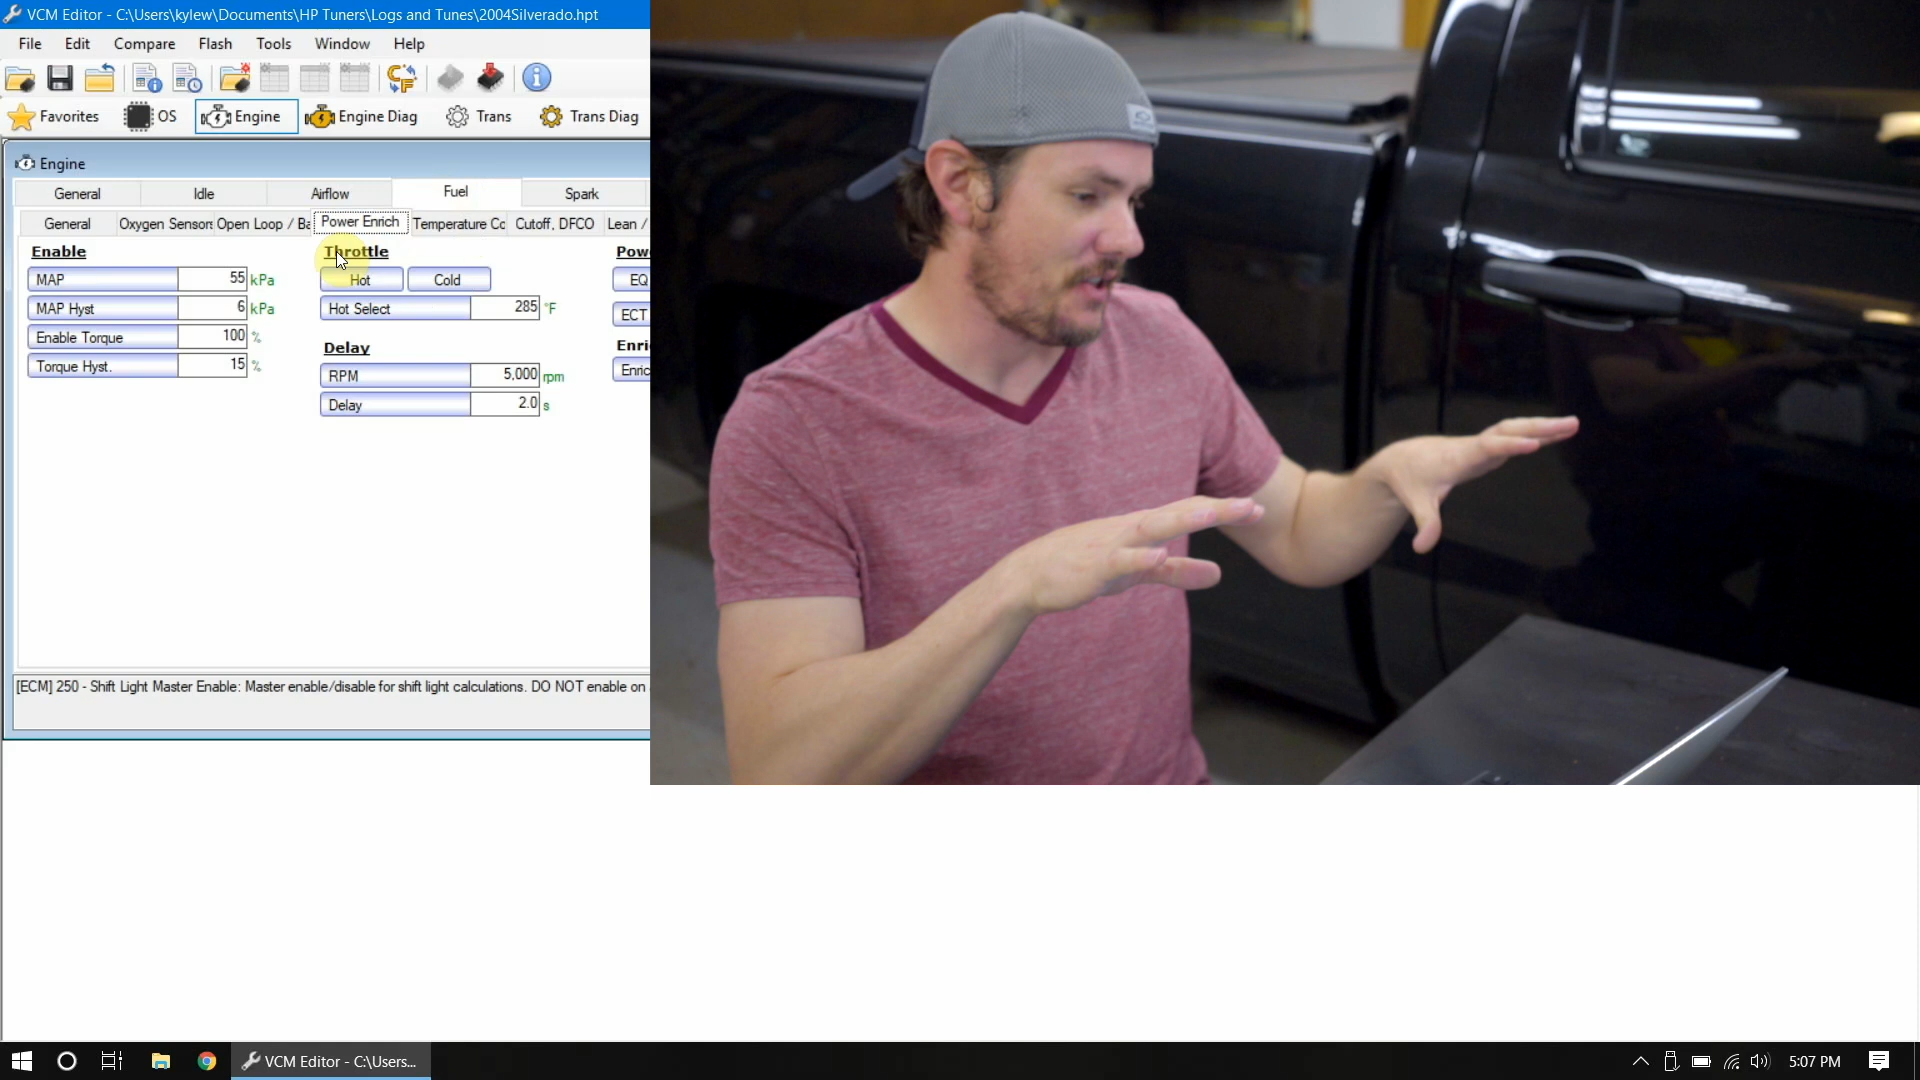 VCM Editor - C:\Users\kylew\Documents\HP Tuners\Logs and Tunes\2004Silverado.hpt
File Edit Compare Flash Tools Window Help
Favorites OS Engine Engine Diag Trans Trans Diag
Engine
General Idle Airflow Fuel Spark
General Oxygen Sensors Open Loop / Ba Power Enrich Temperature Co Cutoff, DFCO Lean /
Enable
MAP 55 kPa
MAP Hyst 6 kPa
Enable Torque 100 %
Torque Hyst. 15 %
Throttle
Hot Cold
Hot Select 285 °F
Delay
RPM 5,000 rpm
Delay 2.0 s
Pow
EQ
ECT
Enri
Enric
[ECM] 250 - Shift Light Master Enable: Master enable/disable for shift light calculations. DO NOT enable on
VCM Editor - C:\Users...
5:07 PM